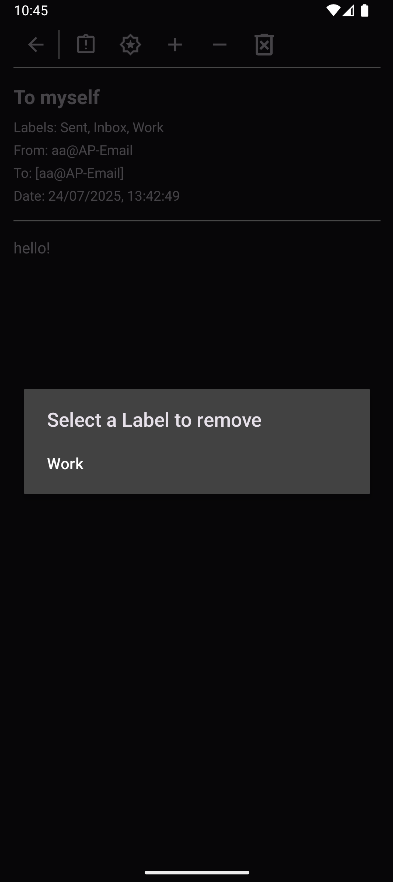 10:45
To myself
Labels: Sent, Inbox, Work
From: aa@AP-Email
To: [aa@AP-Email]
Date: 24/07/2025, 13:42:49
hello!
Select a Label to remove
Work